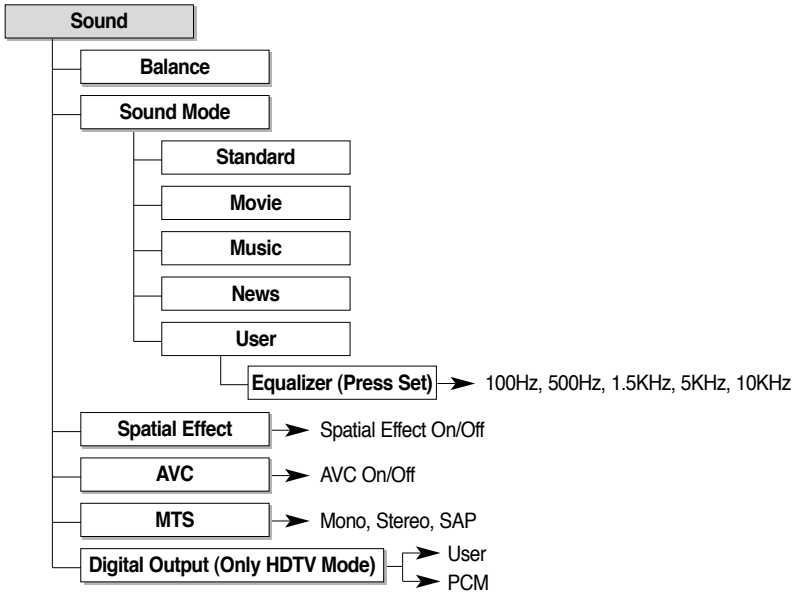 Sound
Balance
Sound Mode
Standard
Movie
Music
News
User
Equalizer (Press Set) 100Hz, 500Hz, 1.5KHz, 5KHz, 10KHz
Spatial Effect Spatial Effect On/Off
AVC AVC On/Off
MTS Mono, Stereo, SAP
Digital Output (Only HDTV Mode) User
PCM